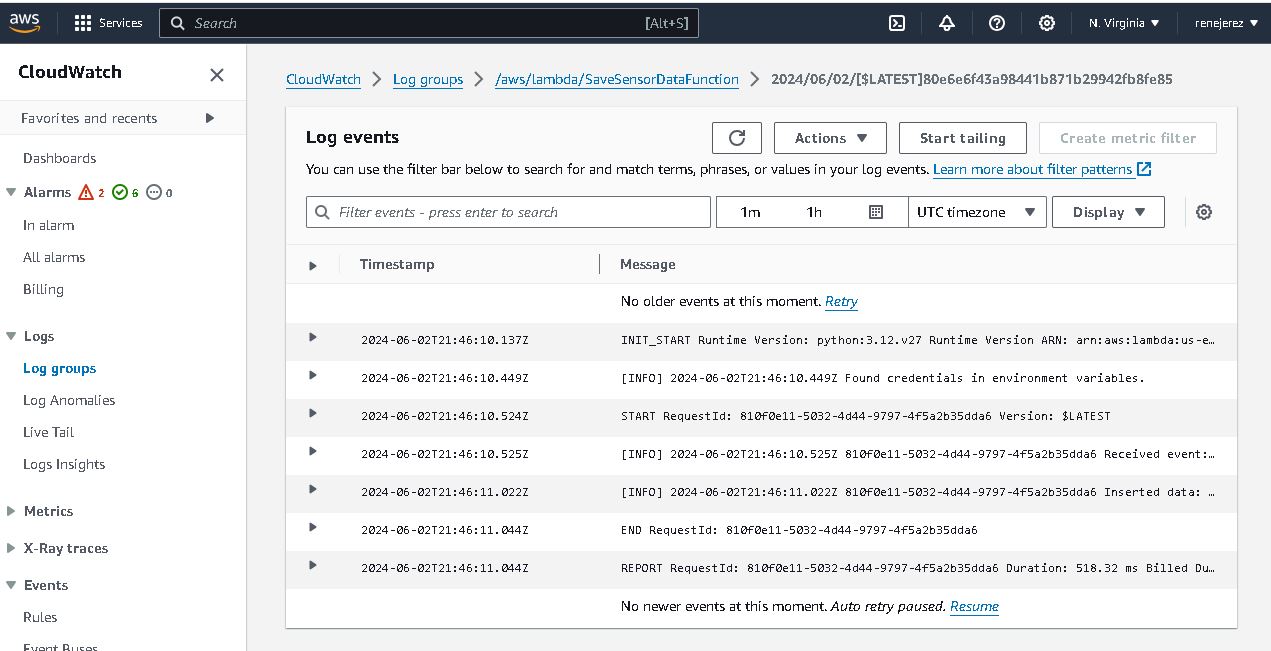 aws Services Search [Alt+S] N. Virginia renejerez
CloudWatch
Favorites and recents
Dashboards
Alarms 2 6 0
In alarm
All alarms
Billing
Logs
Log groups
Log Anomalies
Live Tail
Logs Insights
Metrics
X-Ray traces
Events
Rules
Event Buses
CloudWatch Log groups /aws/lambda/SaveSensorDataFunction 2024/06/02/[$LATEST]80e6e6f43a98441b871b29942fb8fe85
Log events Actions Start tailing Create metric filter
You can use the filter bar below to search for and match terms, phrases, or values in your log events. Learn more about filter patterns
Filter events - press enter to search 1m 1h UTC timezone Display
Timestamp Message
No older events at this moment. Retry
2024-06-02T21:46:10.137Z INIT_START Runtime Version: python:3.12.v27 Runtime Version ARN: arn:aws:lambda:us-e…
2024-06-02T21:46:10.449Z [INFO] 2024-06-02T21:46:10.449Z Found credentials in environment variables.
2024-06-02T21:46:10.524Z START RequestId: 810f0e11-5032-4d44-9797-4f5a2b35dda6 Version: $LATEST
2024-06-02T21:46:10.525Z [INFO] 2024-06-02T21:46:10.525Z 810f0e11-5032-4d44-9797-4f5a2b35dda6 Received event:…
2024-06-02T21:46:11.022Z [INFO] 2024-06-02T21:46:11.022Z 810f0e11-5032-4d44-9797-4f5a2b35dda6 Inserted data: …
2024-06-02T21:46:11.044Z END RequestId: 810f0e11-5032-4d44-9797-4f5a2b35dda6
2024-06-02T21:46:11.044Z REPORT RequestId: 810f0e11-5032-4d44-9797-4f5a2b35dda6 Duration: 518.32 ms Billed Du…
No newer events at this moment. Auto retry paused. Resume